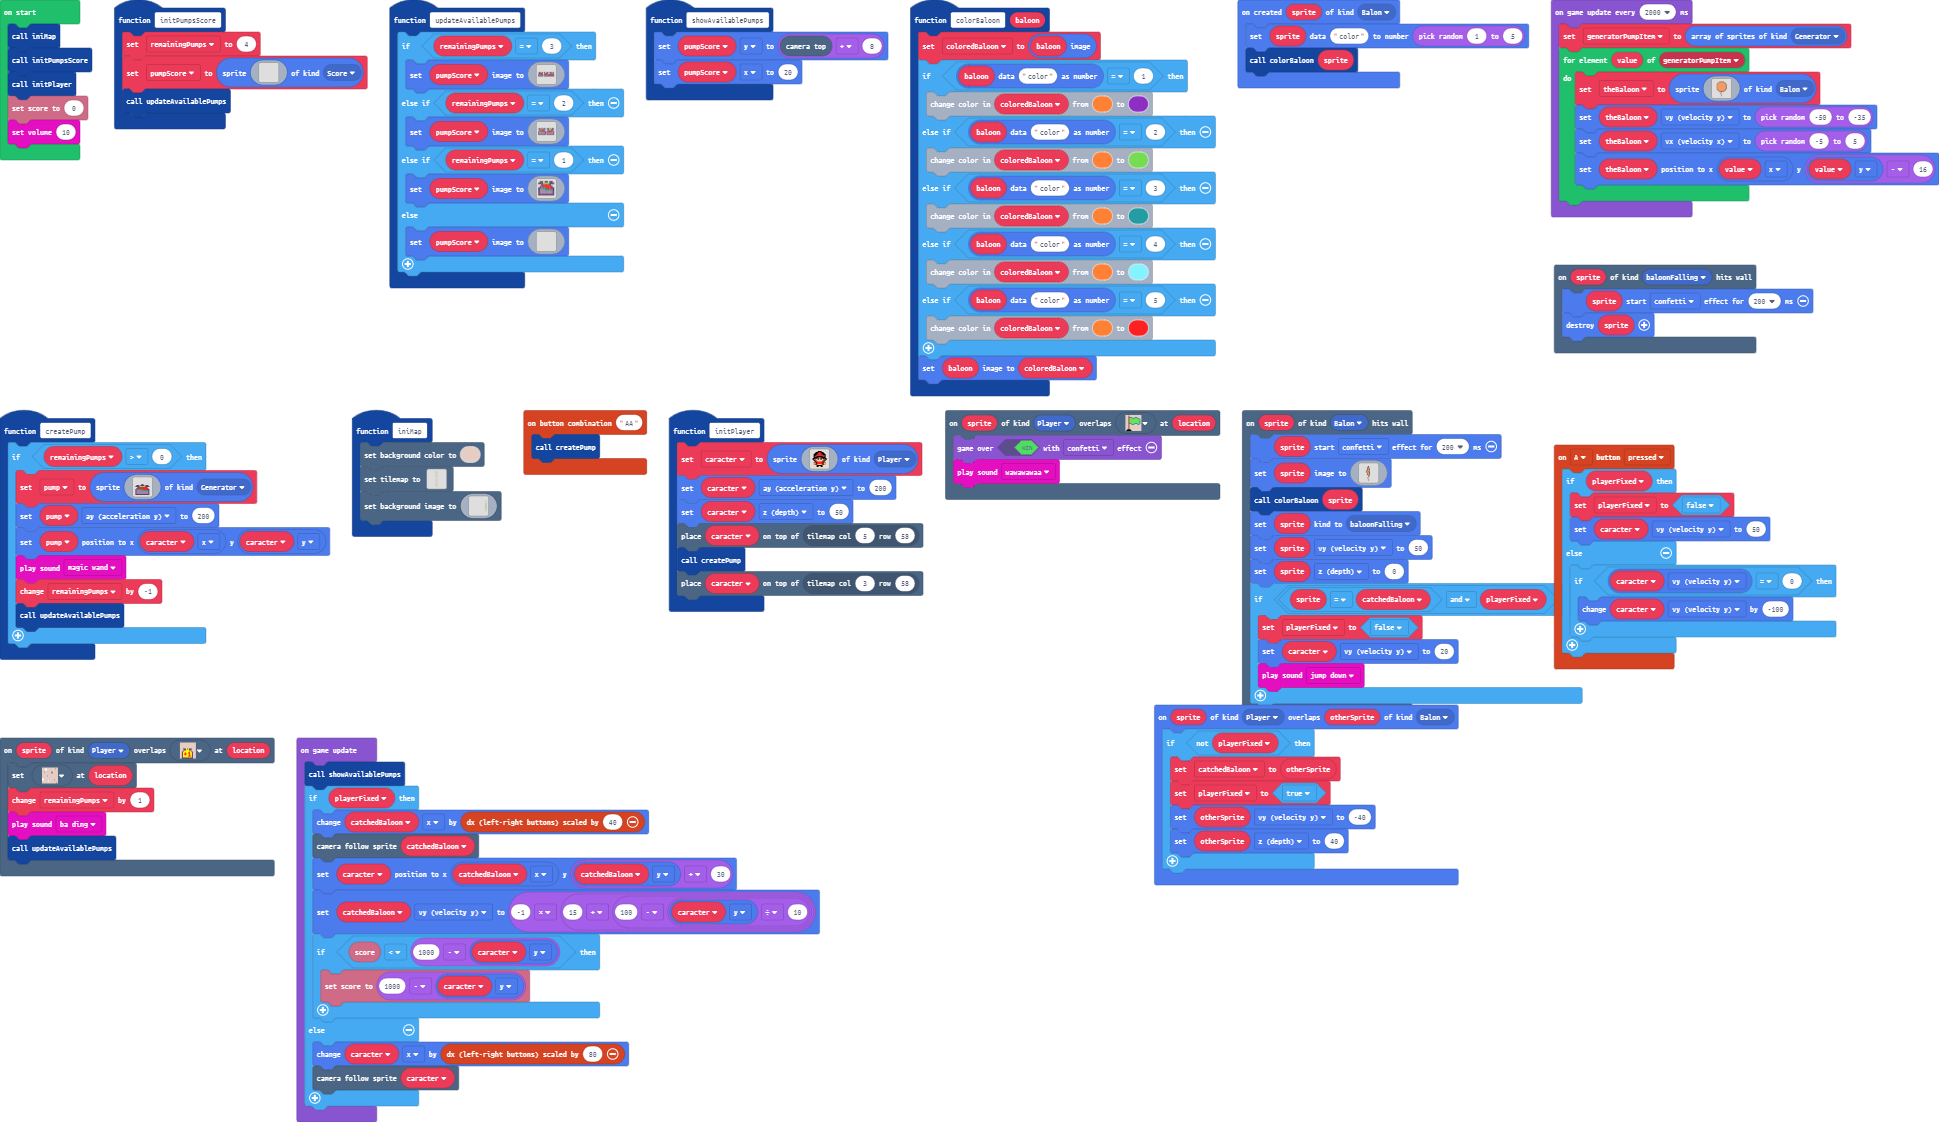 on start
call iniMap
call initPumpsScore
call initPlayer
set score to 0
set volume 10
function initPumpsScore
set remainingPumps to 4
set pumpScore to sprite of kind Score
call updateAvailablePumps
function updateAvailablePumps
if remainingPumps = 3 then
set pumpScore image to
else if remainingPumps = 2 then
set pumpScore image to
else if remainingPumps = 1 then
set pumpScore image to
else
set pumpScore image to
function showAvailablePumps
set pumpScore y to camera top + 8
set pumpScore x to 20
function colorBaloon baloon
set coloredBaloon to baloon image
if baloon data "color" as number = 1 then
change color in coloredBaloon from to
else if baloon data "color" as number = 2 then
change color in coloredBaloon from to
else if baloon data "color" as number = 3 then
change color in coloredBaloon from to
else if baloon data "color" as number = 4 then
change color in coloredBaloon from to
else if baloon data "color" as number = 5 then
change color in coloredBaloon from to
set baloon image to coloredBaloon
on created sprite of kind Balon
set sprite data "color" to number pick random 1 to 5
call colorBaloon sprite
on game update every 2000 ms
set generatorPumpItem to array of sprites of kind Generator
for element value of generatorPumpItem
do
set theBaloon to sprite of kind Balon
set theBaloon vy (velocity y) to pick random -50 to -35
set theBaloon vx (velocity x) to pick random -5 to 5
set theBaloon position to x value x y value y - 16
on sprite of kind baloonFalling hits wall
sprite start confetti effect for 200 ms
destroy sprite
function createPump
if remainingPumps > 0 then
set pump to sprite of kind Generator
set pump ay (acceleration y) to 200
set pump position to x caracter x y caracter y
play sound magic wand
change remainingPumps by -1
call updateAvailablePumps
function iniMap
set background color to
set tilemap to
set background image to
on button combination "AA"
call createPump
function initPlayer
set caracter to sprite of kind Player
set caracter ay (acceleration y) to 200
set caracter z (depth) to 50
place caracter on top of tilemap col 5 row 58
call createPump
place caracter on top of tilemap col 3 row 58
on sprite of kind Player overlaps at location
game over WIN with confetti effect
play sound wawawawaa
on sprite of kind Balon hits wall
sprite start confetti effect for 200 ms
set sprite image to
call colorBaloon sprite
set sprite kind to baloonFalling
set sprite vy (velocity y) to 50
set sprite z (depth) to 0
if sprite = catchedBaloon and playerFixed
set playerFixed to false
set caracter vy (velocity y) to 20
play sound jump down
on A button pressed
if playerFixed then
set playerFixed to false
set caracter vy (velocity y) to 50
else
if caracter vy (velocity y) = 0 then
change caracter vy (velocity y) by -100
on sprite of kind Player overlaps otherSprite of kind Balon
if not playerFixed then
set catchedBaloon to otherSprite
set playerFixed to true
set otherSprite vy (velocity y) to -40
set otherSprite z (depth) to 40
on sprite of kind Player overlaps at location
set at location
change remainingPumps by 1
play sound ba ding
call updateAvailablePumps
on game update
call showAvailablePumps
if playerFixed then
change catchedBaloon x by dx (left-right buttons) scaled by 40
camera follow sprite catchedBaloon
set caracter position to x catchedBaloon x y catchedBaloon y + 30
set catchedBaloon vy (velocity y) to -1 x 15 + 100 - caracter y ÷ 10
if score < 1000 - caracter y then
set score to 1000 - caracter y
else
change caracter x by dx (left-right buttons) scaled by 80
camera follow sprite caracter